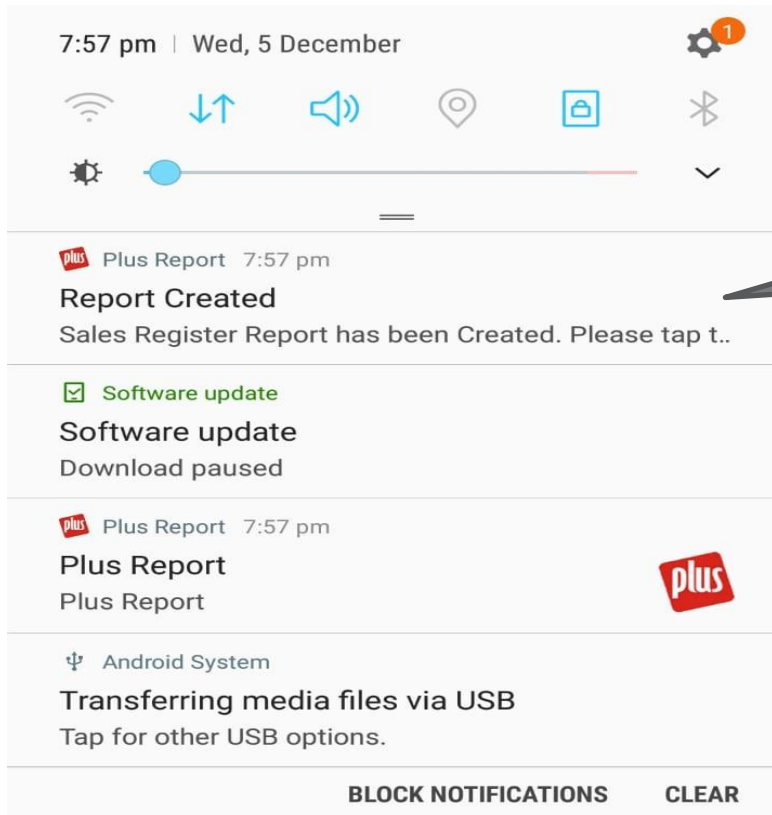 7:57 pm | Wed, 5 December
1
plus Plus Report 7:57 pm
Report Created
Sales Register Report has been Created. Please tap t..
Software update
Software update
Download paused
plus Plus Report 7:57 pm
Plus Report
plus
Plus Report
Android System
Transferring media files via USB
Tap for other USB options.
BLOCK NOTIFICATIONS CLEAR